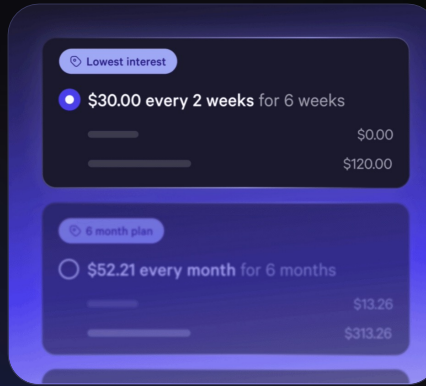 Lowest interest
$30.00 every 2 weeks for 6 weeks
$0.00
$120.00
6 month plan
$52.21 every month for 6 months
$13.26
$313.26